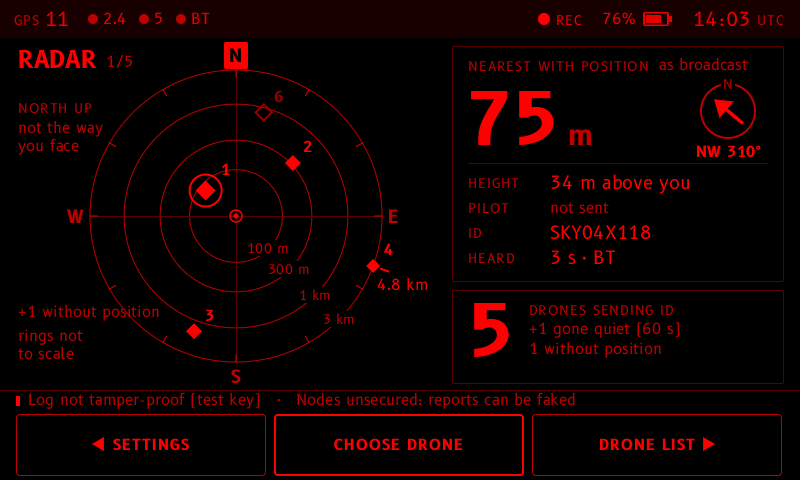 GPS 11 2.4 5 BT REC 76% 14:03 UTC
RADAR 1/5
N
NORTH UP
not the way
you face
6
2
1
W
E
100 m
300 m
1 km
3 km
4
4.8 km
+1 without position
3
rings not
to scale
S
NEAREST WITH POSITION as broadcast
75 m
N
NW 310°
HEIGHT 34 m above you
PILOT not sent
ID SKY04X118
HEARD 3 s · BT
5
DRONES SENDING ID
+1 gone quiet [60 s]
1 without position
Log not tamper-proof [test key] · Nodes unsecured: reports can be faked
◀ SETTINGS
CHOOSE DRONE
DRONE LIST ▶